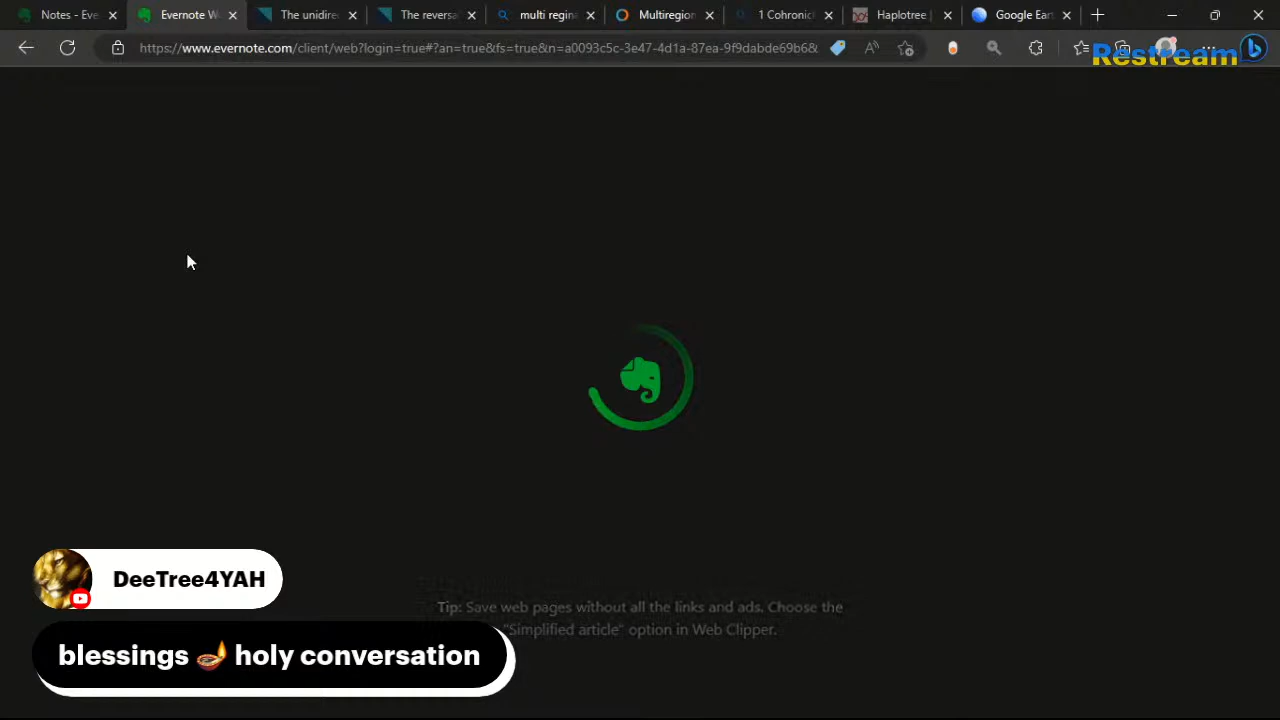 Notes - Eve
Evernote W
The unidire
The reversa
multi regina
Multiregion
1 Cohronicl
Haplotree |
Google Eart
https://www.evernote.com/client/web?login=true#?an=true&fs=true&n=a0093c5c-3e47-4d1a-87ea-9f9dabde69b6&
Restream
DeeTree4YAH
Tip: Save web pages without all the links and ads. Choose the
"Simplified article" option in Web Clipper.
blessings 🪔 holy conversation